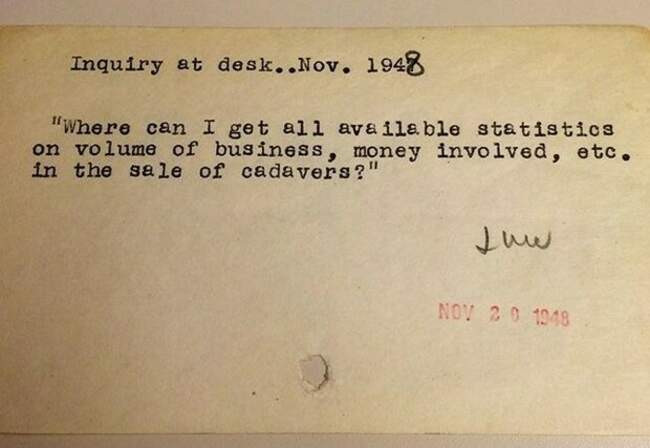 Inquiry at desk..Nov. 1948
"Where can I get all available statistics
on volume of business, money involved, etc.
in the sale of cadavers?"
NOV 20 1948